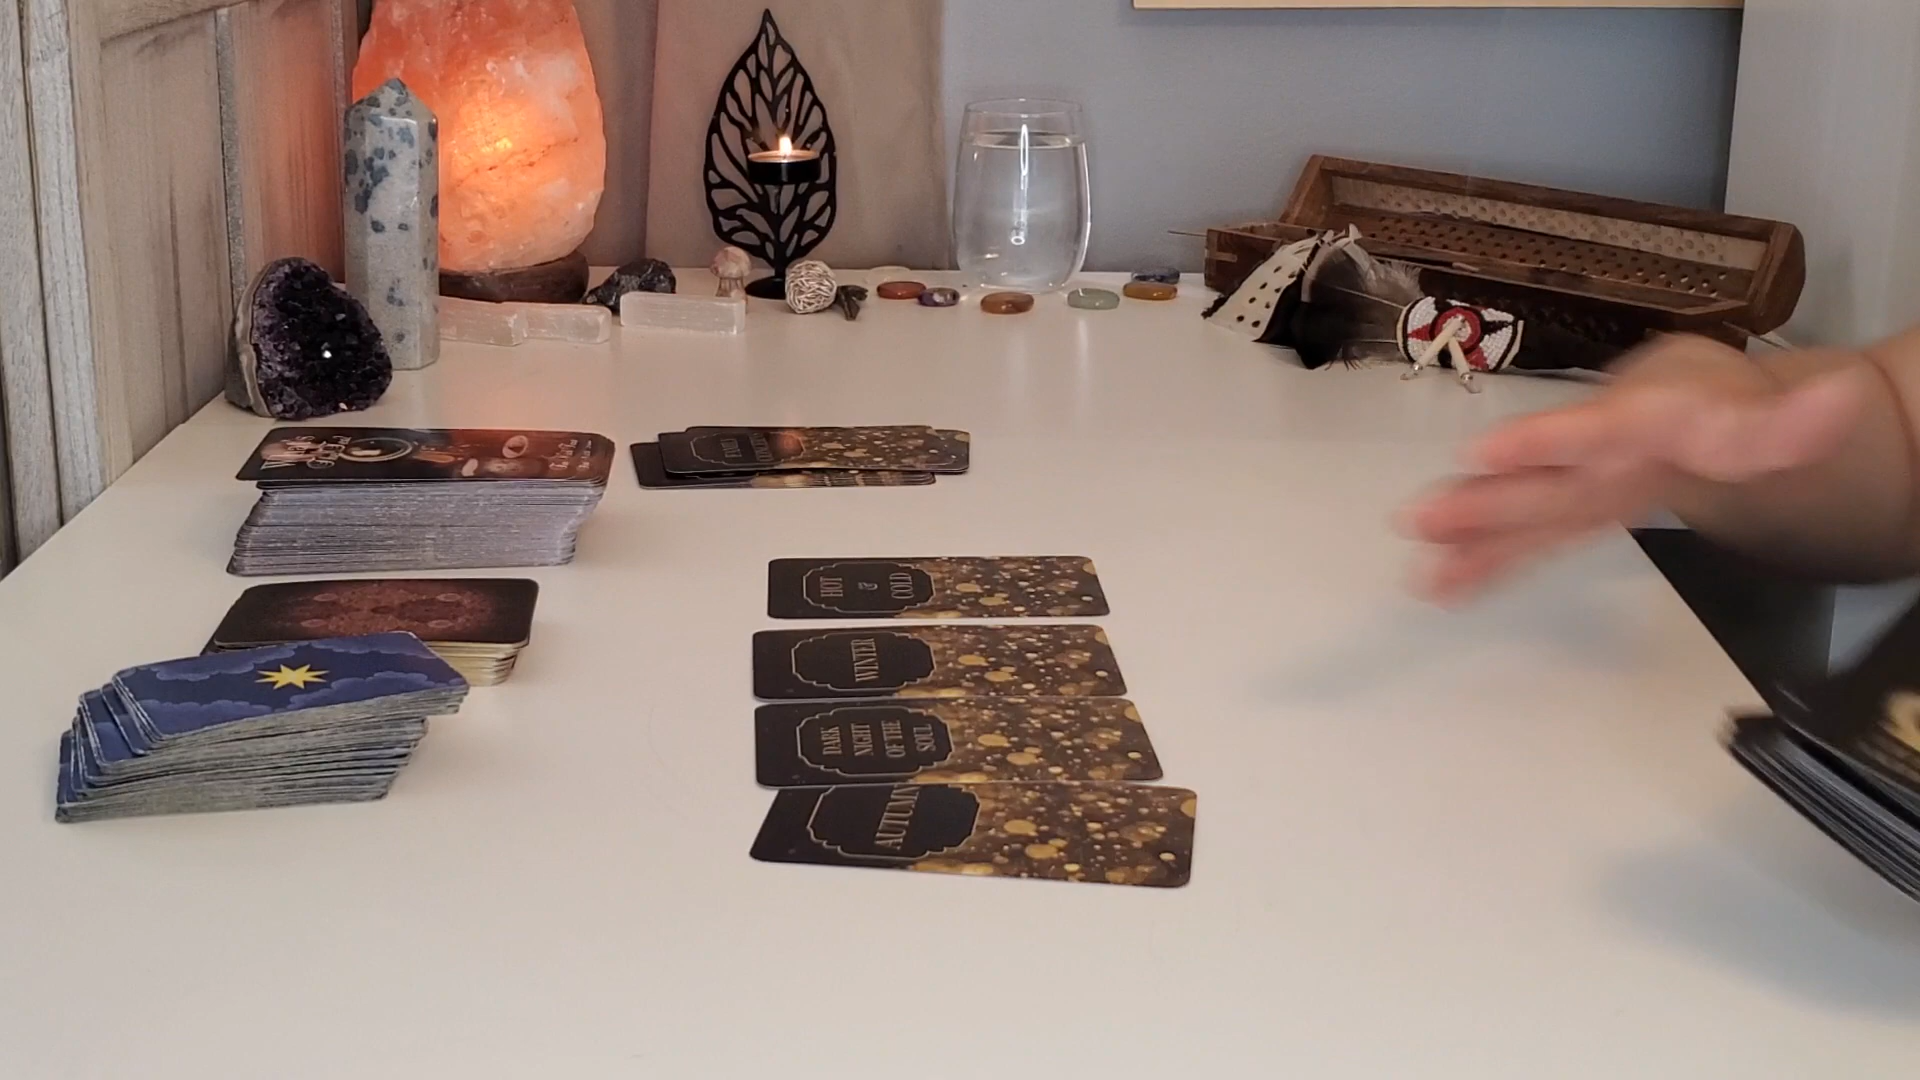 HOT
&
COLD
WINTER
DARK
NIGHT
OF THE
SOUL
AUTUMN